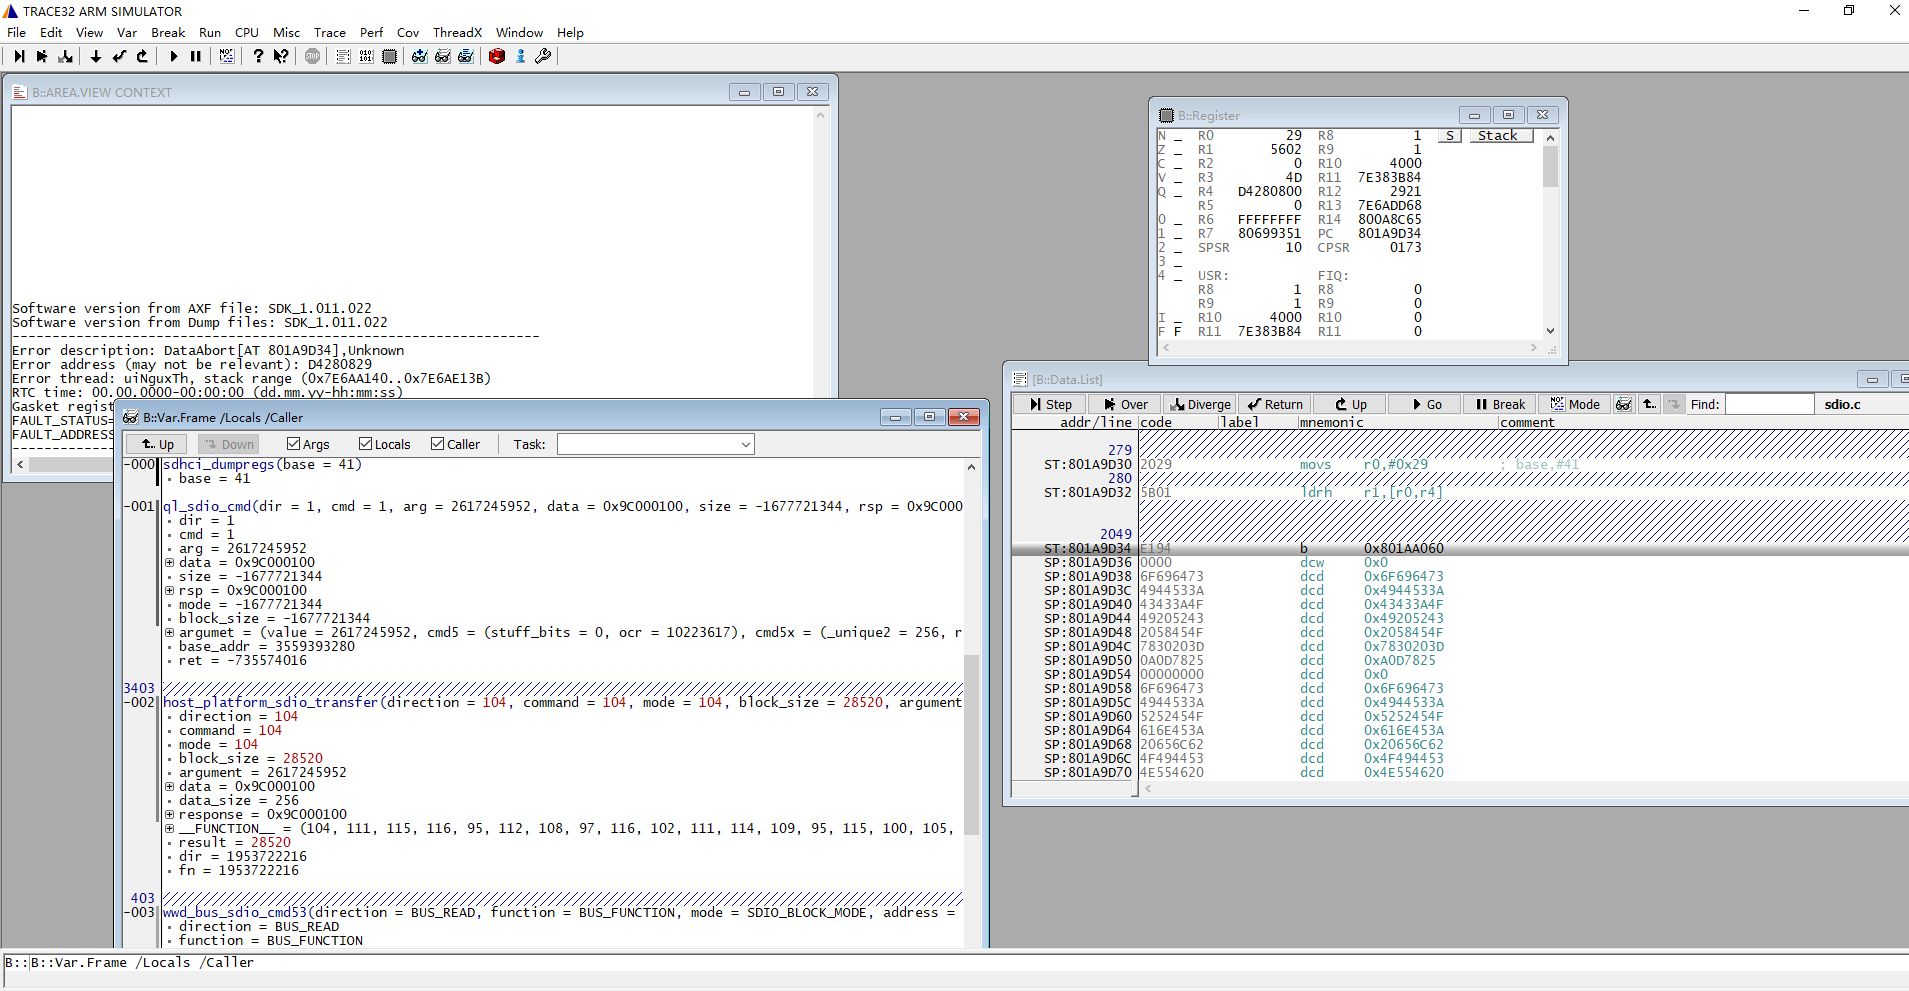 TRACE32 ARM SIMULATOR
File Edit View Var Break Run CPU Misc Trace Perf Cov ThreadX Window Help
B::AREA.VIEW CONTEXT
Software version from AXF file: SDK_1.011.022
Software version from Dump files: SDK_1.011.022
------------------------------------------------------------------
Error description: DataAbort[AT 801A9D34],Unknown
Error address (may not be relevant): D4280829
Error thread: uiNguxTh, stack range (0x7E6AA140..0x7E6AE13B)
RTC time: 00.00.0000-00:00:00 (dd.mm.yy-hh:mm:ss)
Gasket regist
FAULT_STATUS=
FAULT_ADDRESS
-------------
B::Var.Frame /Locals /Caller
Up Down Args Locals Caller Task:
-000 sdhci_dumpregs(base = 41)
base = 41
-001 ql_sdio_cmd(dir = 1, cmd = 1, arg = 2617245952, data = 0x9C000100, size = -1677721344, rsp = 0x9C000
dir = 1
cmd = 1
arg = 2617245952
data = 0x9C000100
size = -1677721344
rsp = 0x9C000100
mode = -1677721344
block_size = -1677721344
argumet = (value = 2617245952, cmd5 = (stuff_bits = 0, ocr = 10223617), cmd5x = (_unique2 = 256, r
base_addr = 3559393280
ret = -735574016
3403
-002 host_platform_sdio_transfer(direction = 104, command = 104, mode = 104, block_size = 28520, argument
direction = 104
command = 104
mode = 104
block_size = 28520
argument = 2617245952
data = 0x9C000100
data_size = 256
response = 0x9C000100
__FUNCTION__ = (104, 111, 115, 116, 95, 112, 108, 97, 116, 102, 111, 114, 109, 95, 115, 100, 105,
result = 28520
dir = 1953722216
fn = 1953722216
403
-003 wwd_bus_sdio_cmd53(direction = BUS_READ, function = BUS_FUNCTION, mode = SDIO_BLOCK_MODE, address =
direction = BUS_READ
function = BUS_FUNCTION
B::Register
N _ R0 29 R8 1 S Stack
Z _ R1 5602 R9 1
C _ R2 0 R10 4000
V _ R3 4D R11 7E383B84
Q _ R4 D4280800 R12 2921
R5 0 R13 7E6ADD68
0 _ R6 FFFFFFFF R14 800A8C65
1 _ R7 80699351 PC 801A9D34
2 _ SPSR 10 CPSR 0173
3 _
4 _ USR: FIQ:
R8 1 R8 0
R9 1 R9 0
I _ R10 4000 R10 0
F F R11 7E383B84 R11 0
[B::Data.List]
Step Over Diverge Return Up Go Break Mode Find: sdio.c
addr/line code label mnemonic comment
279
ST:801A9D30 2029 movs r0,#0x29 ; base,#41
280
ST:801A9D32 5B01 ldrh r1,[r0,r4]
2049
ST:801A9D34 E194 b 0x801AA060
SP:801A9D36 0000 dcw 0x0
SP:801A9D38 6F696473 dcd 0x6F696473
SP:801A9D3C 4944533A dcd 0x4944533A
SP:801A9D40 43433A4F dcd 0x43433A4F
SP:801A9D44 49205243 dcd 0x49205243
SP:801A9D48 2058454F dcd 0x2058454F
SP:801A9D4C 7830203D dcd 0x7830203D
SP:801A9D50 0A0D7825 dcd 0xA0D7825
SP:801A9D54 00000000 dcd 0x0
SP:801A9D58 6F696473 dcd 0x6F696473
SP:801A9D5C 4944533A dcd 0x4944533A
SP:801A9D60 5252454F dcd 0x5252454F
SP:801A9D64 616E453A dcd 0x616E453A
SP:801A9D68 20656C62 dcd 0x20656C62
SP:801A9D6C 4F494453 dcd 0x4F494453
SP:801A9D70 4E554620 dcd 0x4E554620
B::B::Var.Frame /Locals /Caller